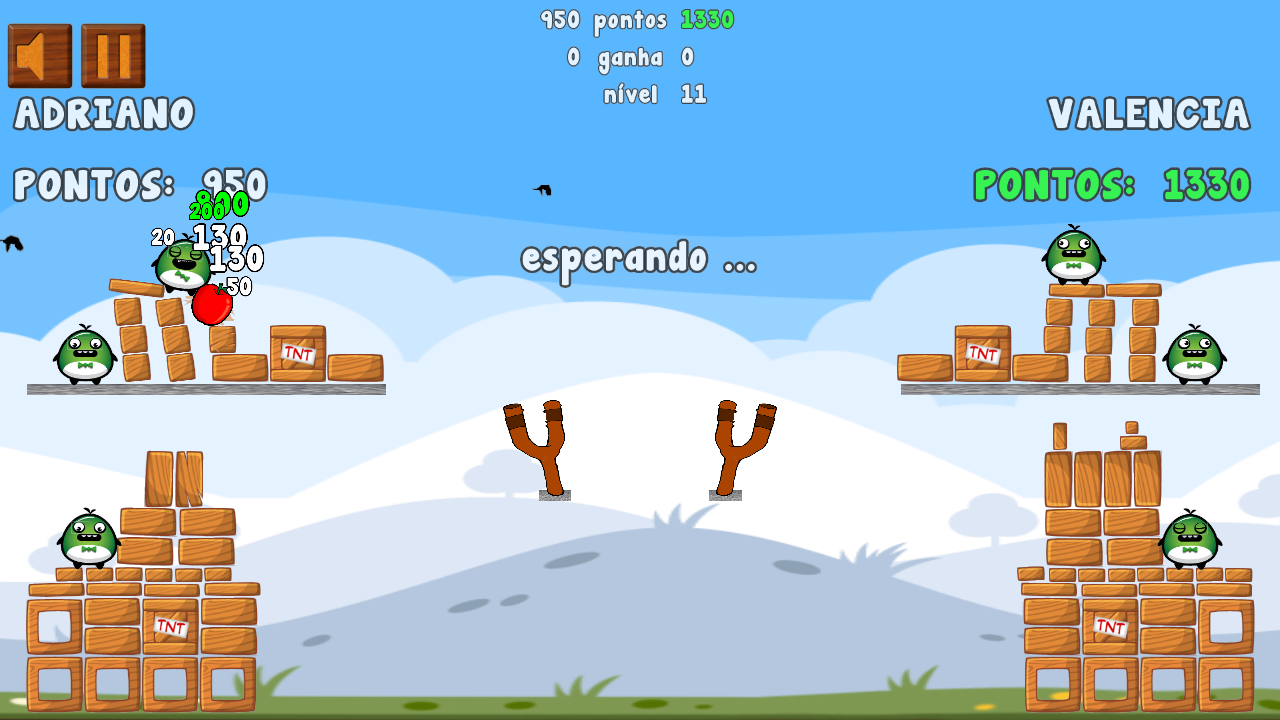 950 pontos 1330
0 ganha 0
nível 11
ADRIANO
VALENCIA
PONTOS: 950
PONTOS: 1330
200
20 130
130
50
esperando ...
TNT
TNT
TNT
TNT